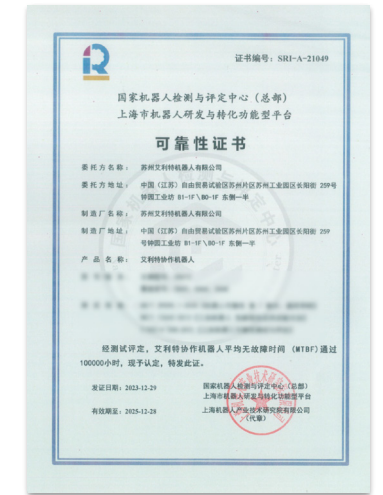 证书编号: SRI-A-21049
国家机器人检测与评定中心（总部）
上海市机器人研发与转化功能型平台
可靠性证书
委托方名称： 苏州艾利特机器人有限公司
委托方地址： 中国（江苏）自由贸易试验区苏州片区苏州工业园区长阳街 259号
钟园工业坊 B1-1F\B0-1F 东侧一半
制造厂名称： 苏州艾利特机器人有限公司
制造厂地址： 中国（江苏）自由贸易试验区苏州片区苏州工业园区长阳街 259
号钟园工业坊 B1-1F\B0-1F 东侧一半
产品名称： 艾利特协作机器人
经测试评定，艾利特协作机器人平均无故障时间 (MTBF)通过
100000小时，现予认定，特发此证。
发证日期: 2023-12-29
国家机器人检测与评定中心（总部）
上海市机器人研发与转化功能型平台
有效期至: 2025-12-28
上海机器人产业技术研究院有限公司
（代章）